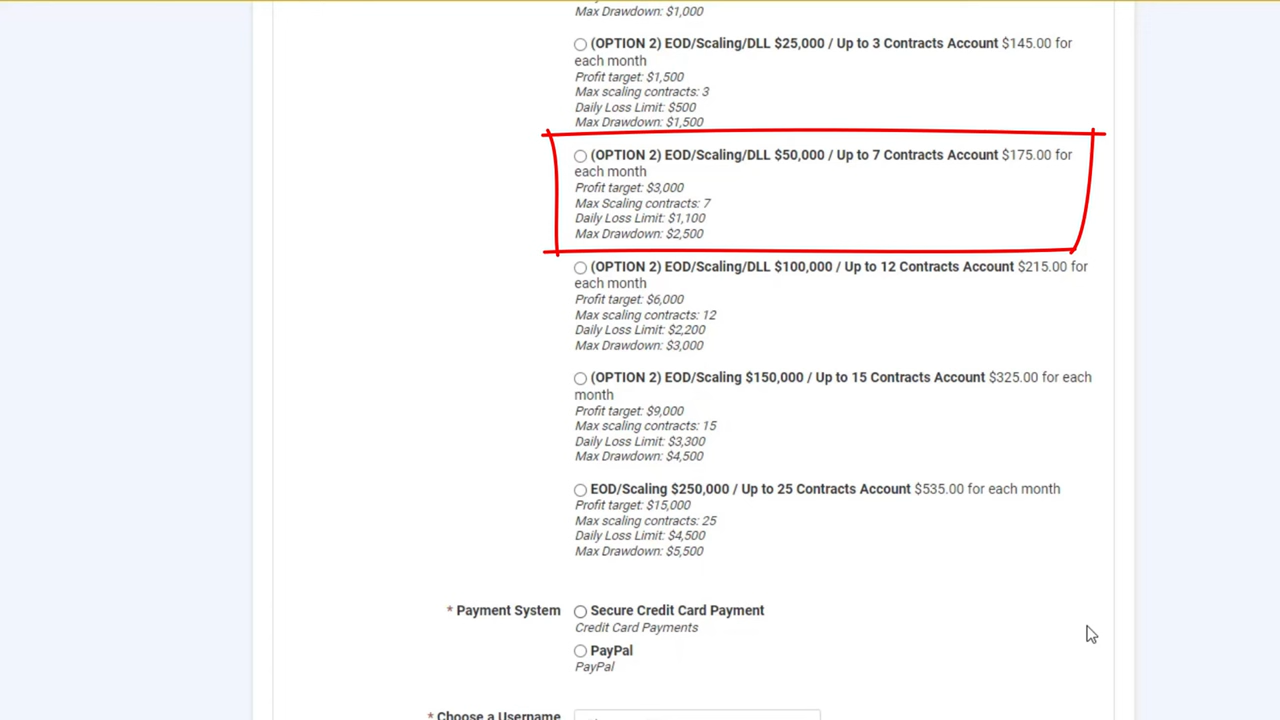 Max Drawdown: $1,000
(OPTION 2) EOD/Scaling/DLL $25,000 / Up to 3 Contracts Account $145.00 for
each month
Profit target: $1,500
Max scaling contracts: 3
Daily Loss Limit: $500
Max Drawdown: $1,500
(OPTION 2) EOD/Scaling/DLL $50,000 / Up to 7 Contracts Account $175.00 for
each month
Profit target: $3,000
Max Scaling contracts: 7
Daily Loss Limit: $1,100
Max Drawdown: $2,500
(OPTION 2) EOD/Scaling/DLL $100,000 / Up to 12 Contracts Account $215.00 for
each month
Profit target: $6,000
Max scaling contracts: 12
Daily Loss Limit: $2,200
Max Drawdown: $3,000
(OPTION 2) EOD/Scaling $150,000 / Up to 15 Contracts Account $325.00 for each
month
Profit target: $9,000
Max scaling contracts: 15
Daily Loss Limit: $3,300
Max Drawdown: $4,500
EOD/Scaling $250,000 / Up to 25 Contracts Account $535.00 for each month
Profit target: $15,000
Max scaling contracts: 25
Daily Loss Limit: $4,500
Max Drawdown: $5,500
* Payment System
Secure Credit Card Payment
Credit Card Payments
PayPal
PayPal
* Choose a Username